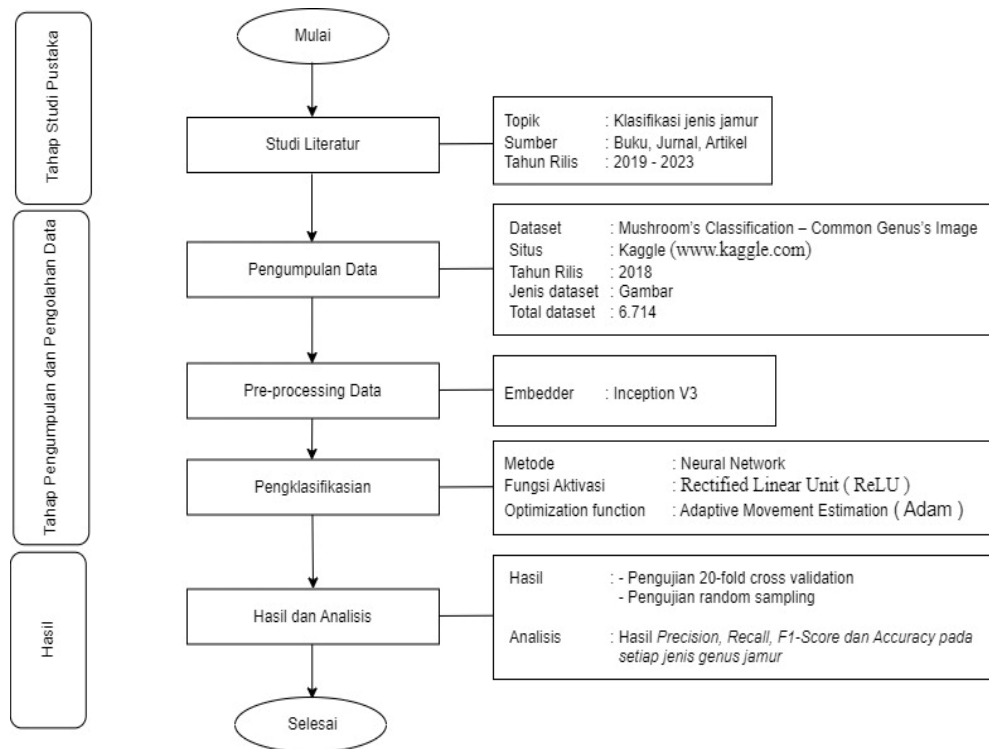 Tahap Studi Pustaka
Mulai
Studi Literatur
Topik : Klasifikasi jenis jamur
Sumber : Buku, Jurnal, Artikel
Tahun Rilis : 2019 - 2023
Tahap Pengumpulan dan Pengolahan Data
Pengumpulan Data
Dataset : Mushroom's Classification – Common Genus's Image
Situs : Kaggle (www.kaggle.com)
Tahun Rilis : 2018
Jenis dataset : Gambar
Total dataset : 6.714
Pre-processing Data
Embedder : Inception V3
Pengklasifikasian
Metode : Neural Network
Fungsi Aktivasi : Rectified Linear Unit ( ReLU )
Optimization function : Adaptive Movement Estimation ( Adam )
Hasil
Hasil dan Analisis
Hasil : - Pengujian 20-fold cross validation
- Pengujian random sampling
Analisis : Hasil Precision, Recall, F1-Score dan Accuracy pada
setiap jenis genus jamur
Selesai